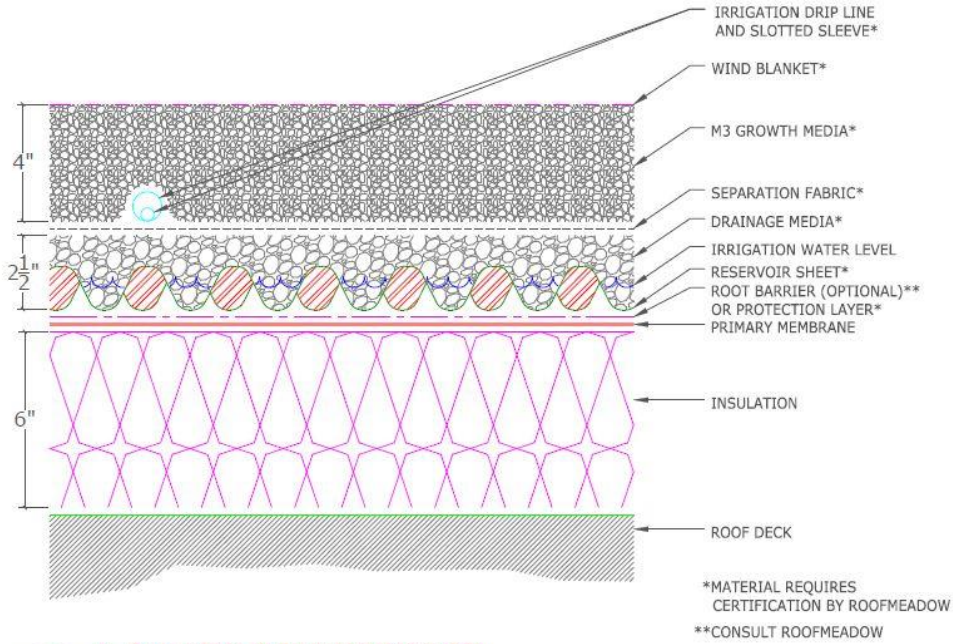 IRRIGATION DRIP LINE
AND SLOTTED SLEEVE*
WIND BLANKET*
4"
M3 GROWTH MEDIA*
SEPARATION FABRIC*
DRAINAGE MEDIA*
2 1/2"
IRRIGATION WATER LEVEL
RESERVOIR SHEET*
ROOT BARRIER (OPTIONAL)**
OR PROTECTION LAYER*
PRIMARY MEMBRANE
6"
INSULATION
ROOF DECK
*MATERIAL REQUIRES
CERTIFICATION BY ROOFMEADOW
**CONSULT ROOFMEADOW